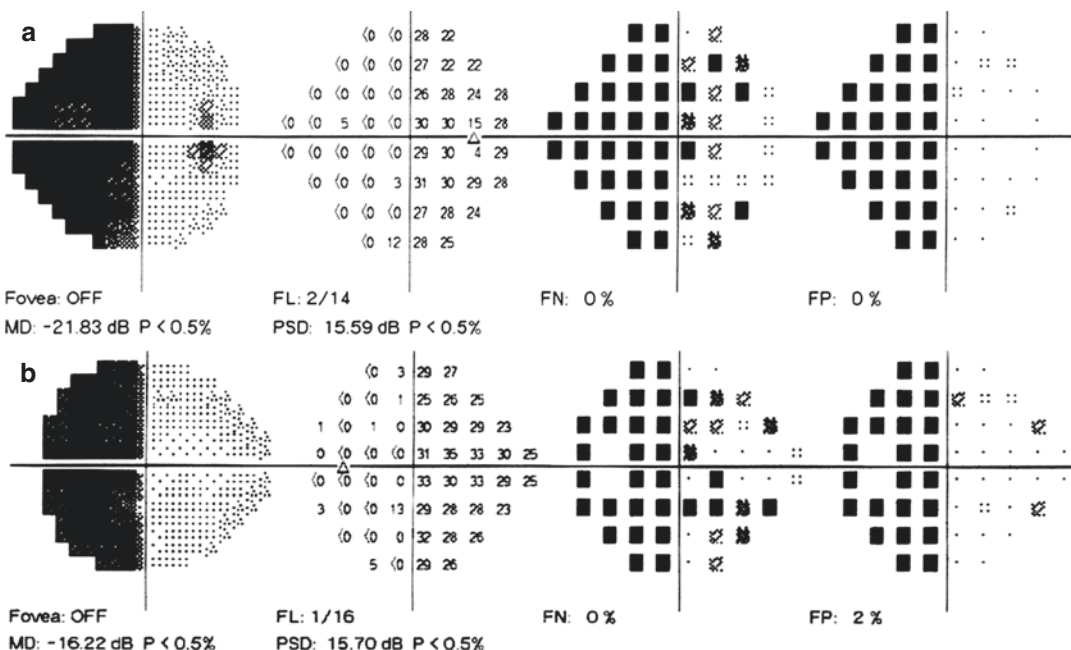 a
⟨0 ⟨0 28 22
⟨0 ⟨0 ⟨0 27 22 22
⟨0 ⟨0 ⟨0 ⟨0 26 28 24 28
⟨0 ⟨0 5 ⟨0 ⟨0 30 30 15 28
⟨0 ⟨0 ⟨0 ⟨0 ⟨0 29 30 4 29
⟨0 ⟨0 ⟨0 3 31 30 29 28
⟨0 ⟨0 ⟨0 27 28 24
⟨0 12 28 25
Fovea: OFF FL: 2/14 FN: 0 % FP: 0 %
MD: -21.83 dB P < 0.5% PSD: 15.59 dB P < 0.5%
b
⟨0 3 29 27
⟨0 ⟨0 1 25 26 25
1 ⟨0 1 0 30 29 29 23
0 ⟨0 ⟨0 ⟨0 31 35 33 30 25
⟨0 ⟨0 ⟨0 0 33 30 33 29 25
3 ⟨0 ⟨0 13 29 28 28 23
⟨0 ⟨0 0 32 28 26
5 ⟨0 29 26
Fovea: OFF FL: 1/16 FN: 0 % FP: 2 %
MD: -16.22 dB P < 0.5% PSD: 15.70 dB P < 0.5%